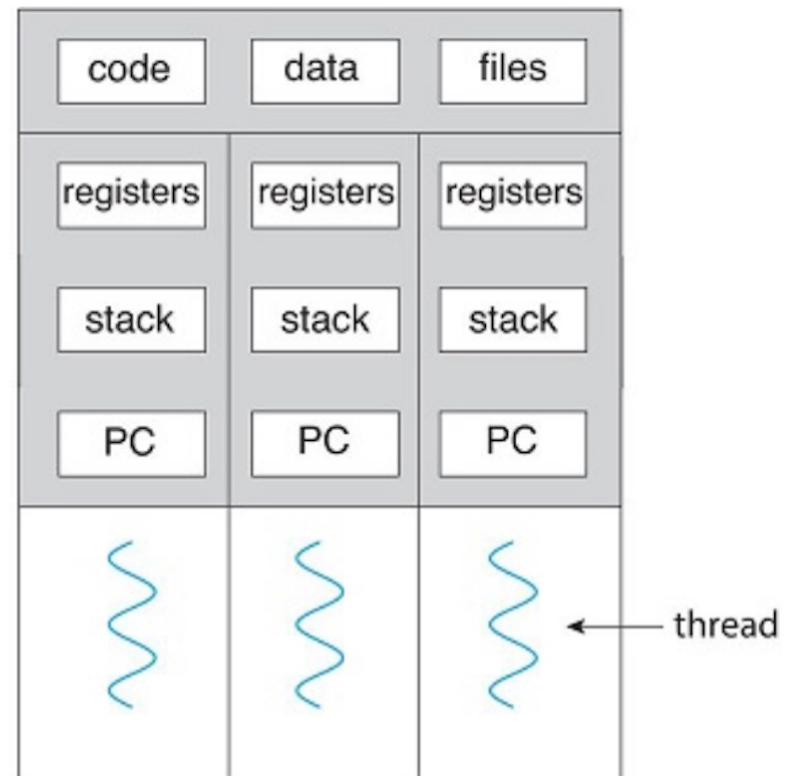 code data files
registers registers registers
stack stack stack
PC PC PC
thread